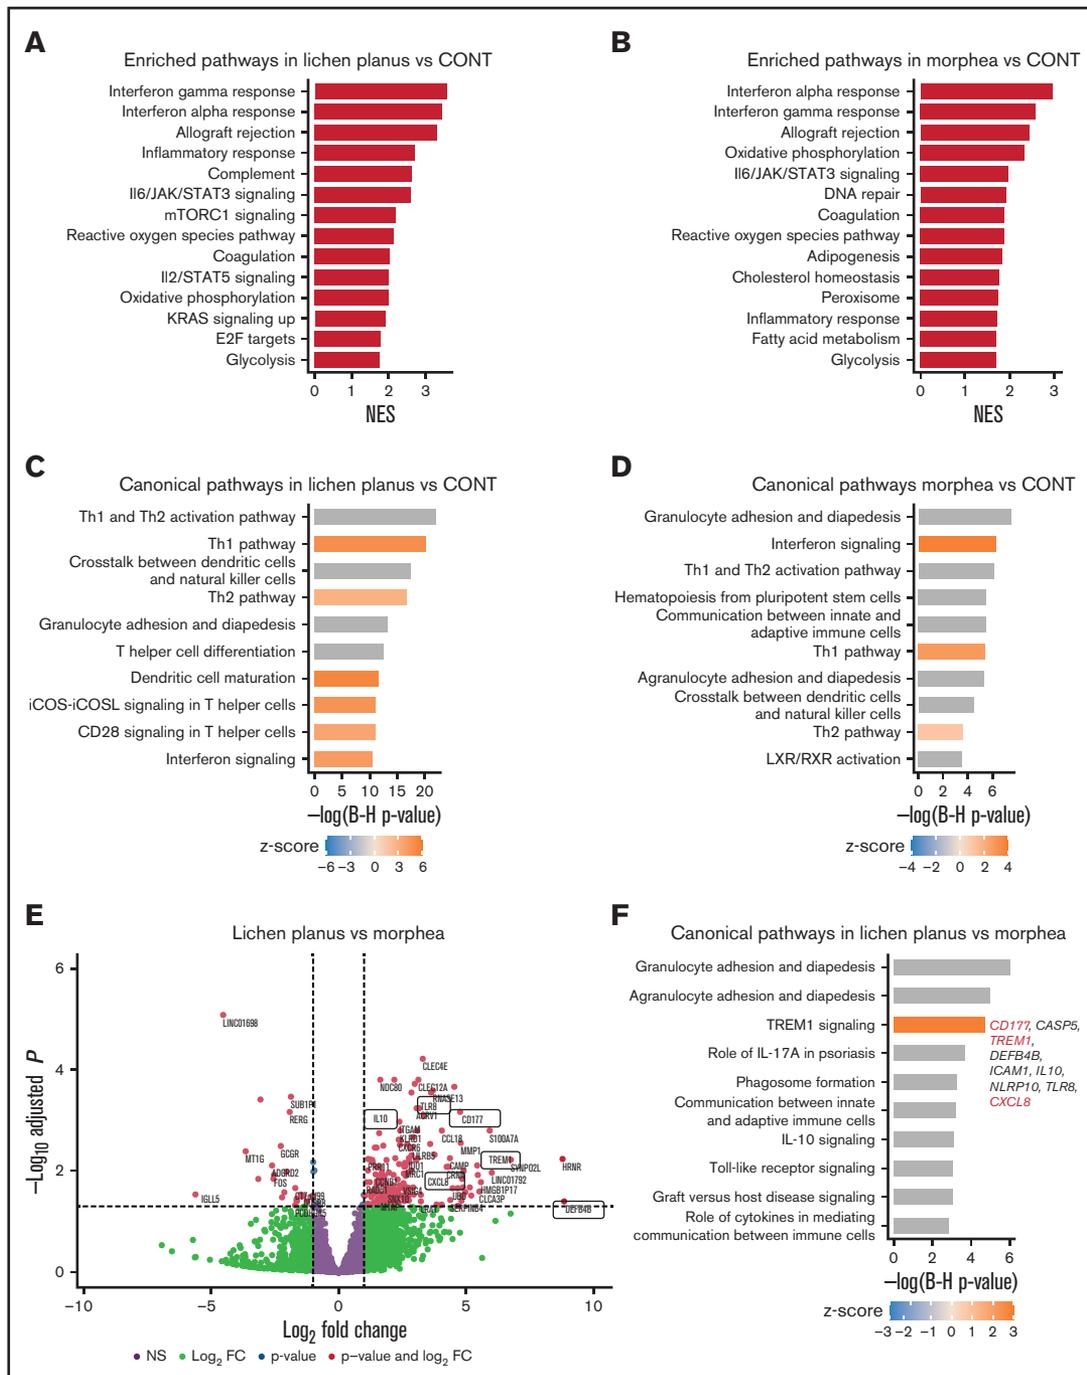 A
Enriched pathways in lichen planus vs CONT
Interferon gamma response
Interferon alpha response
Allograft rejection
Inflammatory response
Complement
Il6/JAK/STAT3 signaling
mTORC1 signaling
Reactive oxygen species pathway
Coagulation
Il2/STAT5 signaling
Oxidative phosphorylation
KRAS signaling up
E2F targets
Glycolysis
0 1 2 3
NES
B
Enriched pathways in morphea vs CONT
Interferon alpha response
Interferon gamma response
Allograft rejection
Oxidative phosphorylation
Il6/JAK/STAT3 signaling
DNA repair
Coagulation
Reactive oxygen species pathway
Adipogenesis
Cholesterol homeostasis
Peroxisome
Inflammatory response
Fatty acid metabolism
Glycolysis
0 1 2 3
NES
C
Canonical pathways in lichen planus vs CONT
Th1 and Th2 activation pathway
Th1 pathway
Crosstalk between dendritic cells
and natural killer cells
Th2 pathway
Granulocyte adhesion and diapedesis
T helper cell differentiation
Dendritic cell maturation
iCOS-iCOSL signaling in T helper cells
CD28 signaling in T helper cells
Interferon signaling
0 5 10 15 20
–log(B-H p-value)
z-score
–6 –3 0 3 6
D
Canonical pathways morphea vs CONT
Granulocyte adhesion and diapedesis
Interferon signaling
Th1 and Th2 activation pathway
Hematopoiesis from pluripotent stem cells
Communication between innate and
adaptive immune cells
Th1 pathway
Agranulocyte adhesion and diapedesis
Crosstalk between dendritic cells
and natural killer cells
Th2 pathway
LXR/RXR activation
0 2 4 6
–log(B-H p-value)
z-score
–4 –2 0 2 4
E
Lichen planus vs morphea
–Log10 adjusted P
6
4
2
0
LINC01698
CLEC4E
NDC80
CLEC12A
RNASE13
SUB1P1
RERG
TLR8
IL10
CD177
CCL18
S100A7A
GCGR
MT1G
MMP1
TREM1
SYNPO2L
HRNR
CAMP
FOS
CXCL8
LINC01792
HMGB1P17
CLCA3P
IGLL5
SERPINB4
DEFB4B
–10 –5 0 5 10
Log2 fold change
NS
Log2 FC
p-value
p–value and log2 FC
F
Canonical pathways in lichen planus vs morphea
Granulocyte adhesion and diapedesis
Agranulocyte adhesion and diapedesis
TREM1 signaling
Role of IL-17A in psoriasis
Phagosome formation
Communication between innate
and adaptive immune cells
IL-10 signaling
Toll-like receptor signaling
Graft versus host disease signaling
Role of cytokines in mediating
communication between immune cells
CD177, CASP5,
TREM1,
DEFB4B,
ICAM1, IL10,
NLRP10, TLR8,
CXCL8
0 2 4 6
–log(B-H p-value)
z-score
–3 –2 –1 0 1 2 3